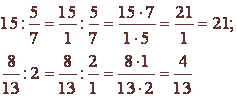 15 : 5/7 = 15/1 : 5/7 = (15 · 7)/(1 · 5) = 21/1 = 21;
8/13 : 2 = 8/13 : 2/1 = (8 · 1)/(13 · 2) = 4/13